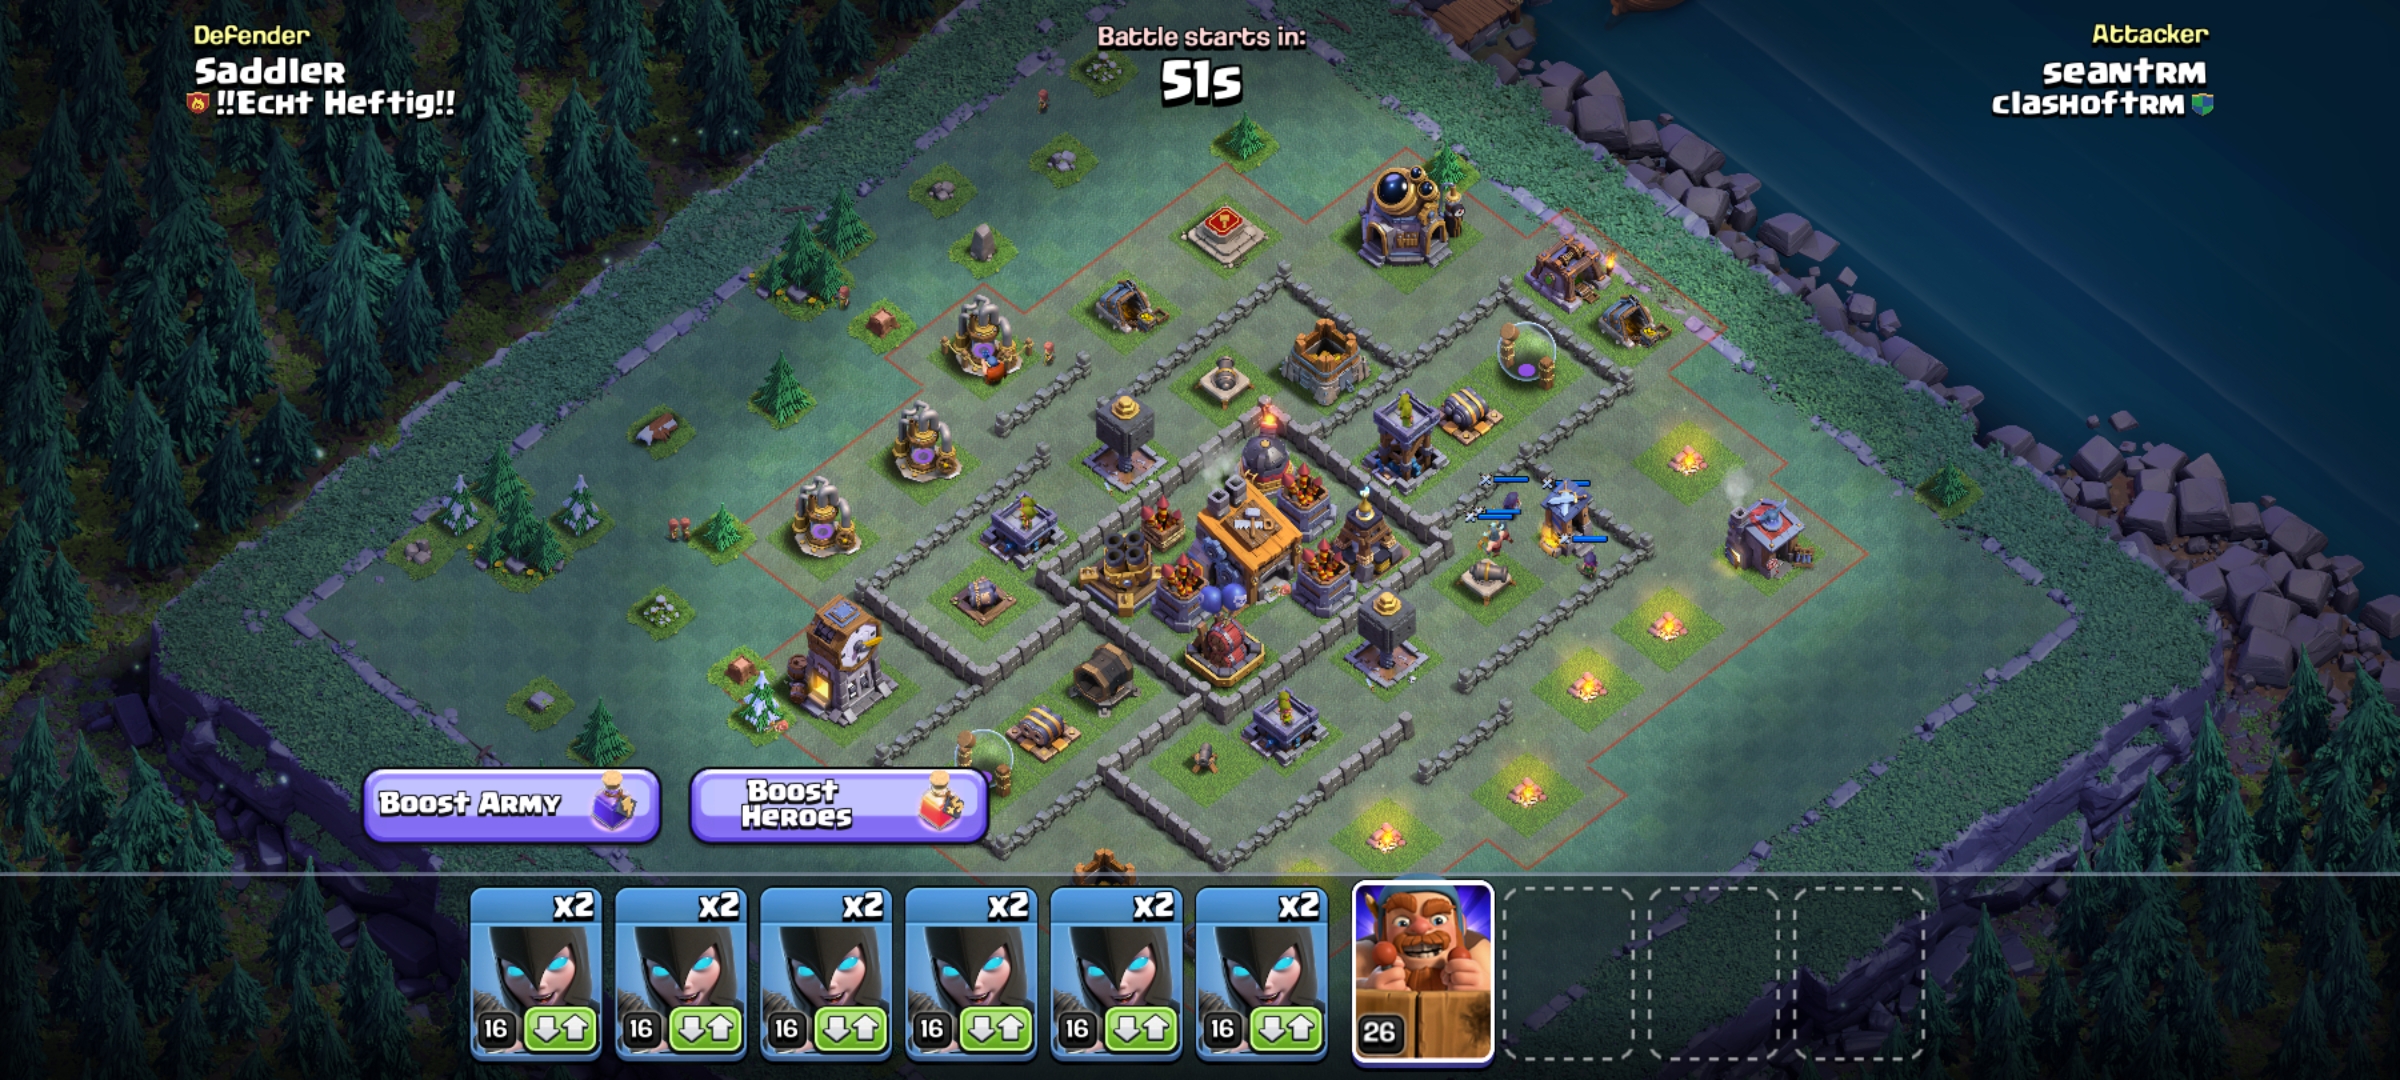 Defender
Saddler
!!Echt Heftig!!
Battle starts in:
51s
Attacker
seantRM
clashoftRM
Boost Army
Boost
Heroes
x2
x2
x2
x2
x2
x2
16
16
16
16
16
16
26